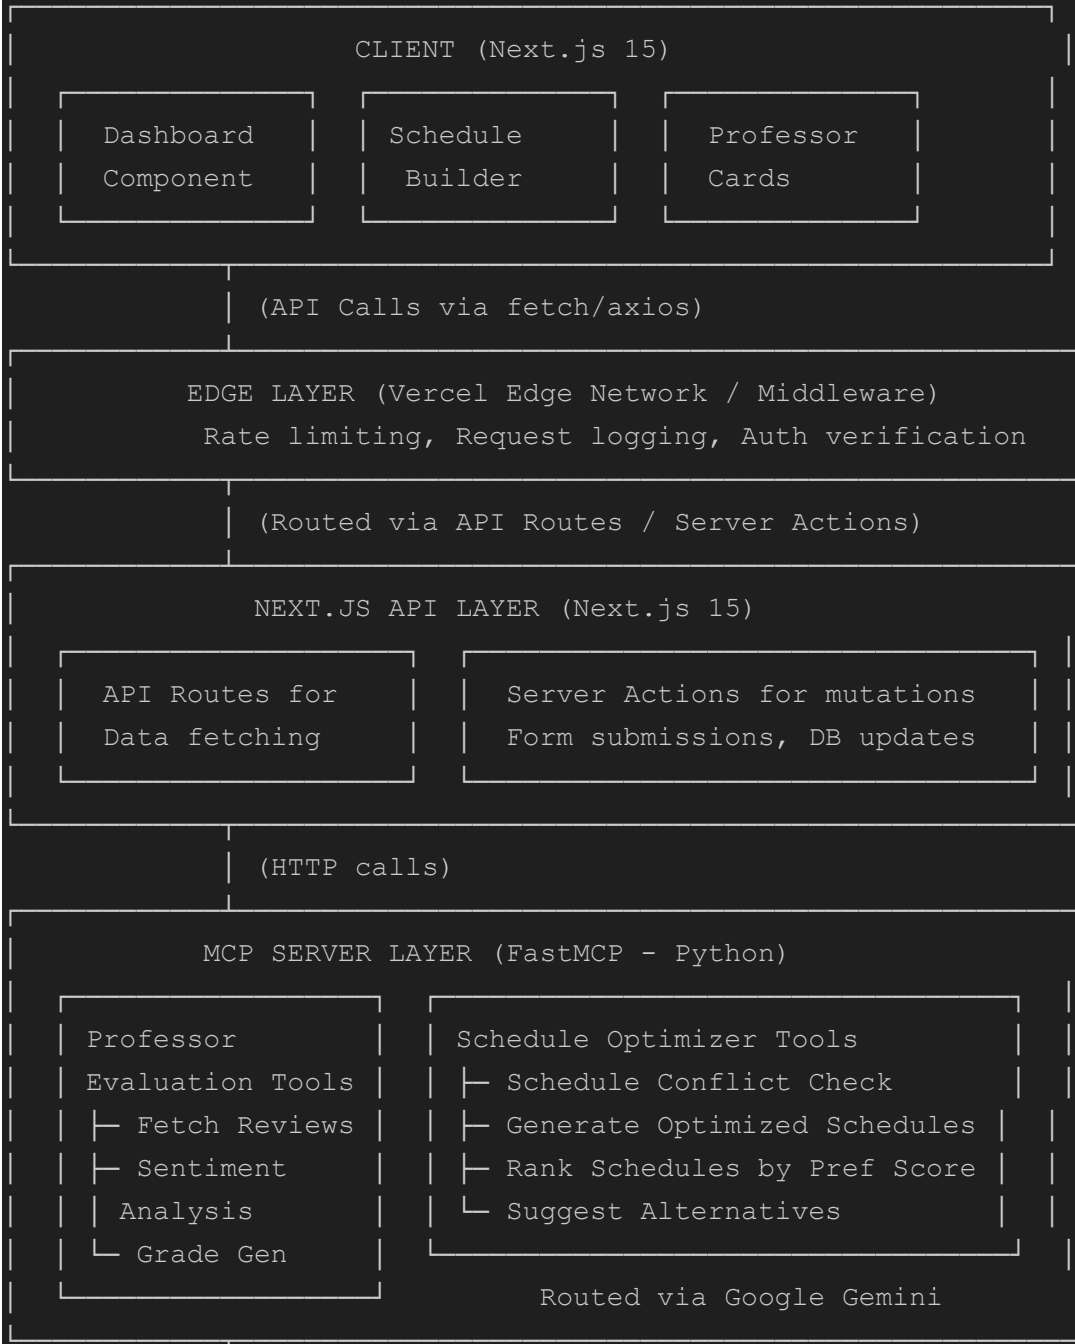 CLIENT (Next.js 15)
Dashboard Schedule Professor
Component Builder Cards
(API Calls via fetch/axios)
EDGE LAYER (Vercel Edge Network / Middleware)
Rate limiting, Request logging, Auth verification
(Routed via API Routes / Server Actions)
NEXT.JS API LAYER (Next.js 15)
API Routes for Server Actions for mutations
Data fetching Form submissions, DB updates
(HTTP calls)
MCP SERVER LAYER (FastMCP - Python)
Professor Schedule Optimizer Tools
Evaluation Tools ├─ Schedule Conflict Check
├─ Fetch Reviews ├─ Generate Optimized Schedules
├─ Sentiment ├─ Rank Schedules by Pref Score
│ Analysis └─ Suggest Alternatives
└─ Grade Gen
Routed via Google Gemini